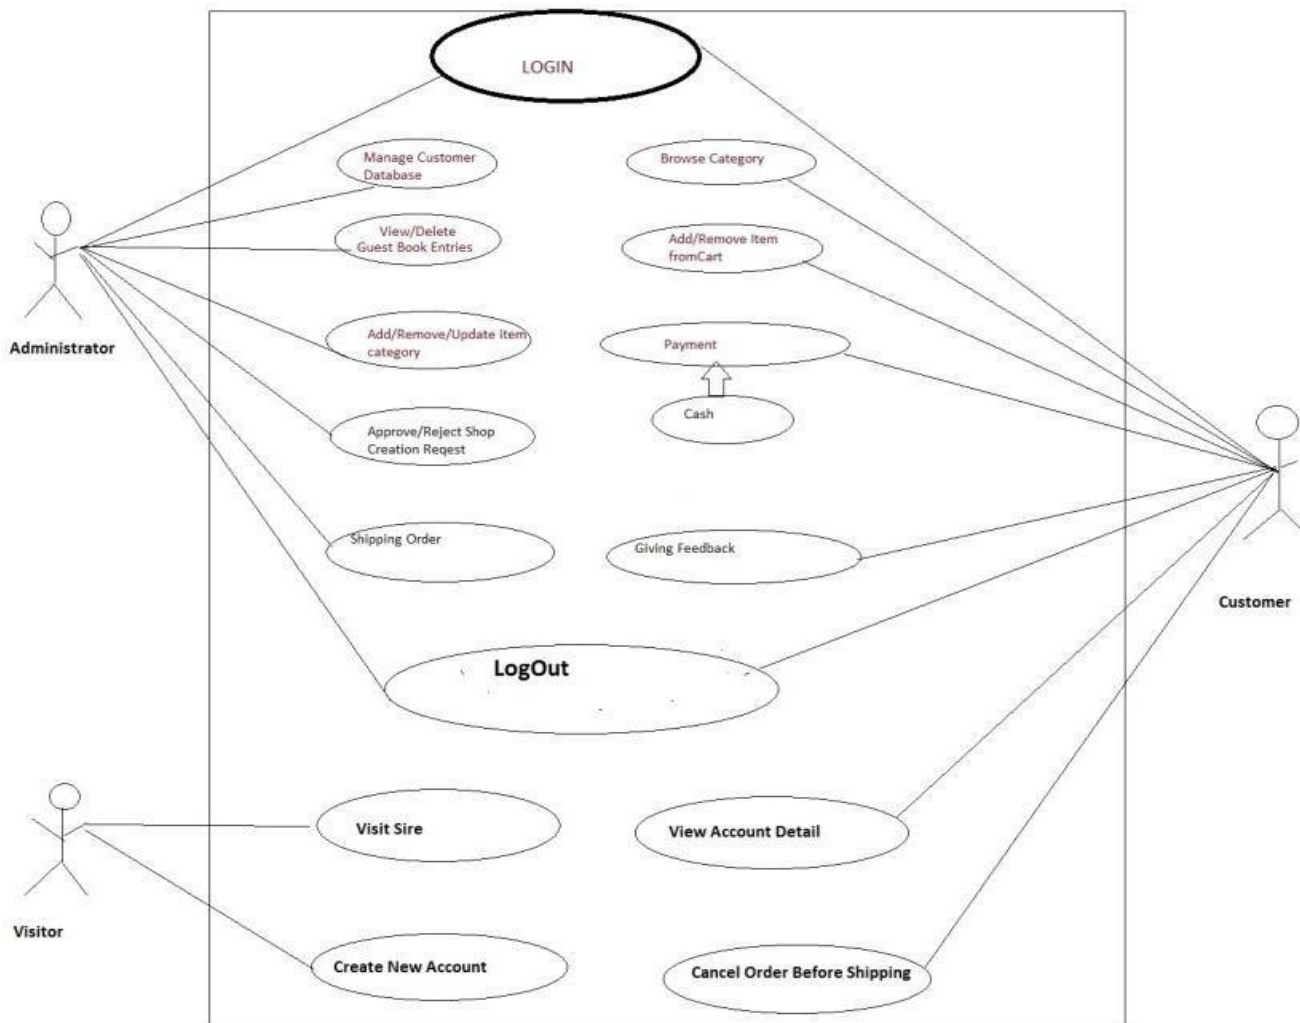 LOGIN
Manage Customer
Database
Browse Category
View/Delete
Guest Book Entries
Add/Remove Item
fromCart
Administrator
Add/Remove/Update item
category
Payment
Cash
Approve/Reject Shop
Creation Reqest
Shipping Order
Giving Feedback
Customer
LogOut
Visit Sire
View Account Detail
Visitor
Create New Account
Cancel Order Before Shipping